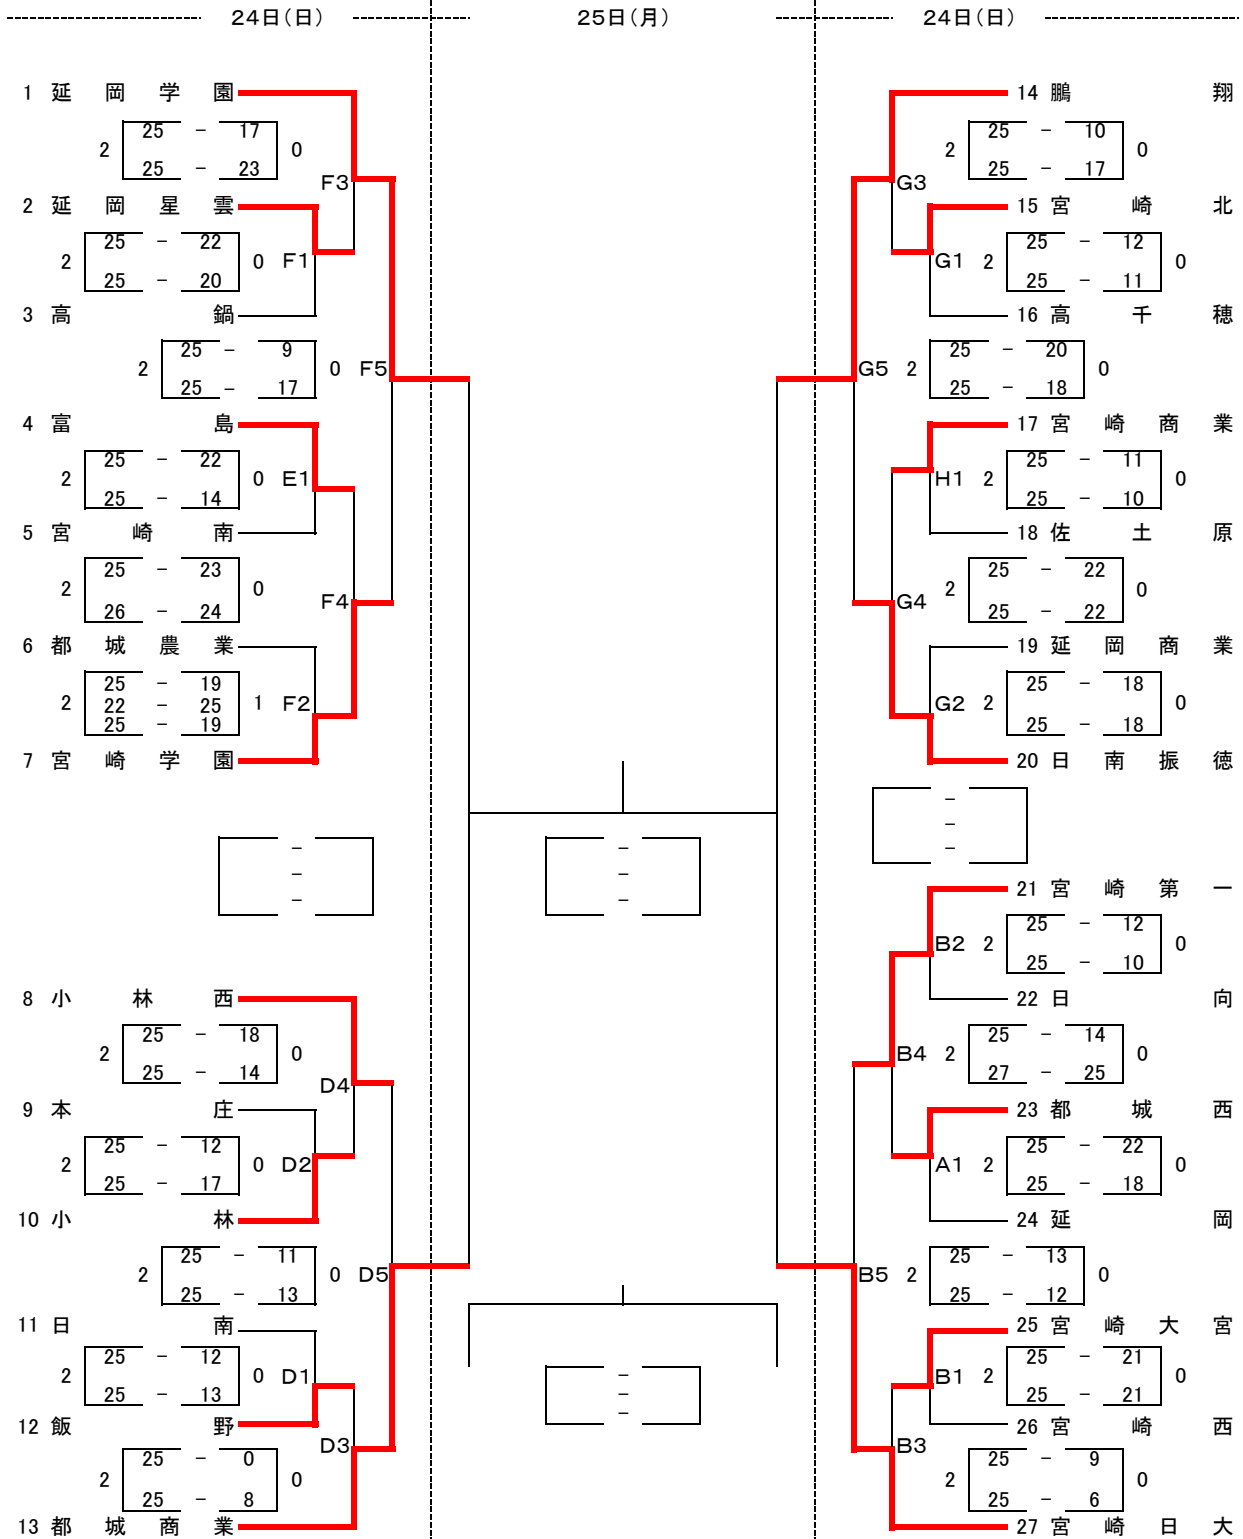 24日(日) 25日(月) 24日(日)
1 延岡学園
2 25 - 17 0
25 - 23
F3
2 延岡星雲
2 25 - 22 0 F1
25 - 20
3 高鍋
2 25 - 9 0 F5
25 - 17
4 富島
2 25 - 22 0 E1
25 - 14
5 宮崎南
2 25 - 23 0
26 - 24
F4
6 都城農業
25 - 19
2 22 - 25 1 F2
25 - 19
7 宮崎学園
-
-
-
8 小林西
2 25 - 18 0
25 - 14
D4
9 本庄
2 25 - 12 0 D2
25 - 17
10 小林
2 25 - 11 0 D5
25 - 13
11 日南
2 25 - 12 0 D1
25 - 13
12 飯野
D3
2 25 - 0 0
25 - 8
13 都城商業
-
-
-
-
-
-
14 鵬翔
2 25 - 10 0
25 - 17
G3
15 宮崎北
G1 2 25 - 12 0
25 - 11
16 高千穂
G5 2 25 - 20 0
25 - 18
17 宮崎商業
H1 2 25 - 11 0
25 - 10
18 佐土原
2 25 - 22 0
25 - 22
G4
19 延岡商業
G2 2 25 - 18 0
25 - 18
20 日南振徳
-
-
-
21 宮崎第一
B2 2 25 - 12 0
25 - 10
22 日向
B4 2 25 - 14 0
27 - 25
23 都城西
A1 2 25 - 22 0
25 - 18
24 延岡
B5 2 25 - 13 0
25 - 12
25 宮崎大宮
B1 2 25 - 21 0
25 - 21
26 宮崎西
B3
2 25 - 9 0
25 - 6
27 宮崎日大